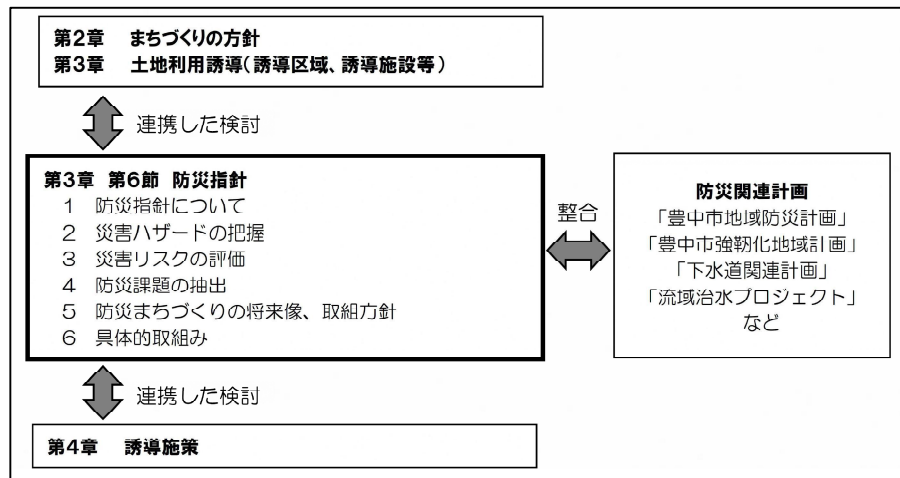 第2章　まちづくりの方針
第3章　土地利用誘導（誘導区域、誘導施設等）
連携した検討
第3章 第6節 防災指針
1　防災指針について
2　災害ハザードの把握
3　災害リスクの評価
4　防災課題の抽出
5　防災まちづくりの将来像、取組方針
6　具体的取組み
整合
防災関連計画
「豊中市地域防災計画」
「豊中市強靭化地域計画」
「下水道関連計画」
「流域治水プロジェクト」
など
連携した検討
第4章　誘導施策